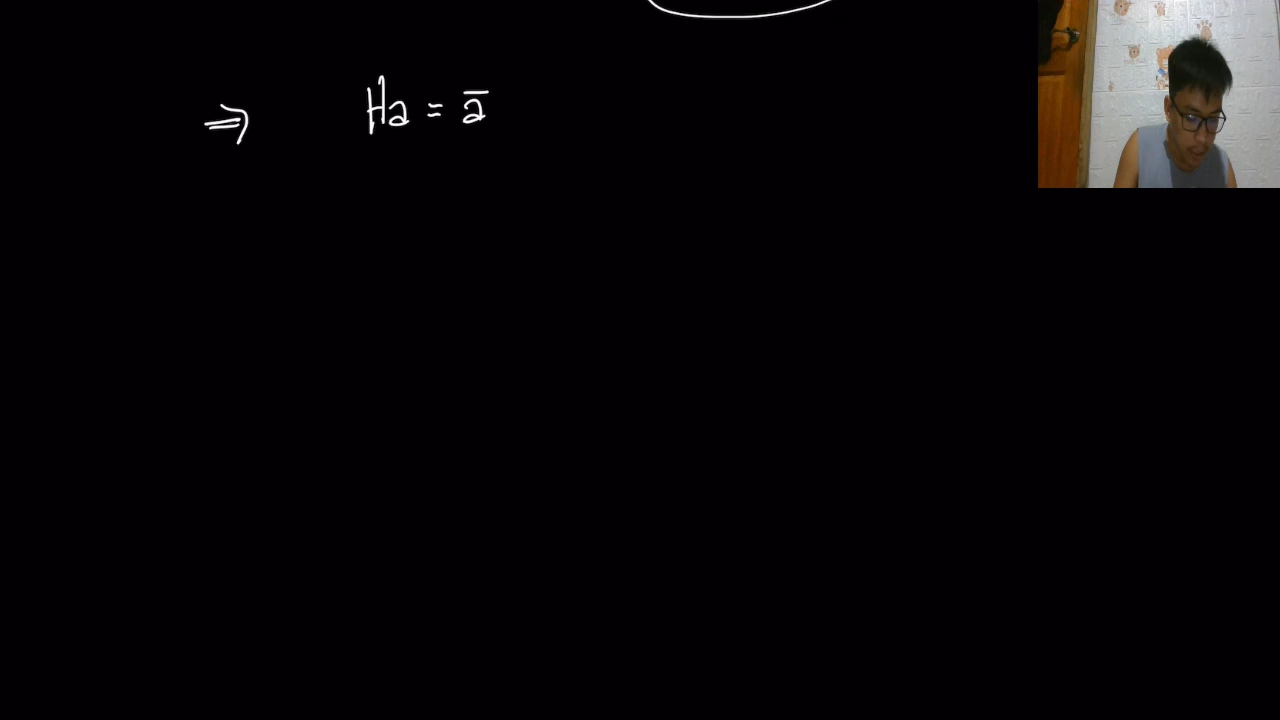 ⇒ Ha = a̅